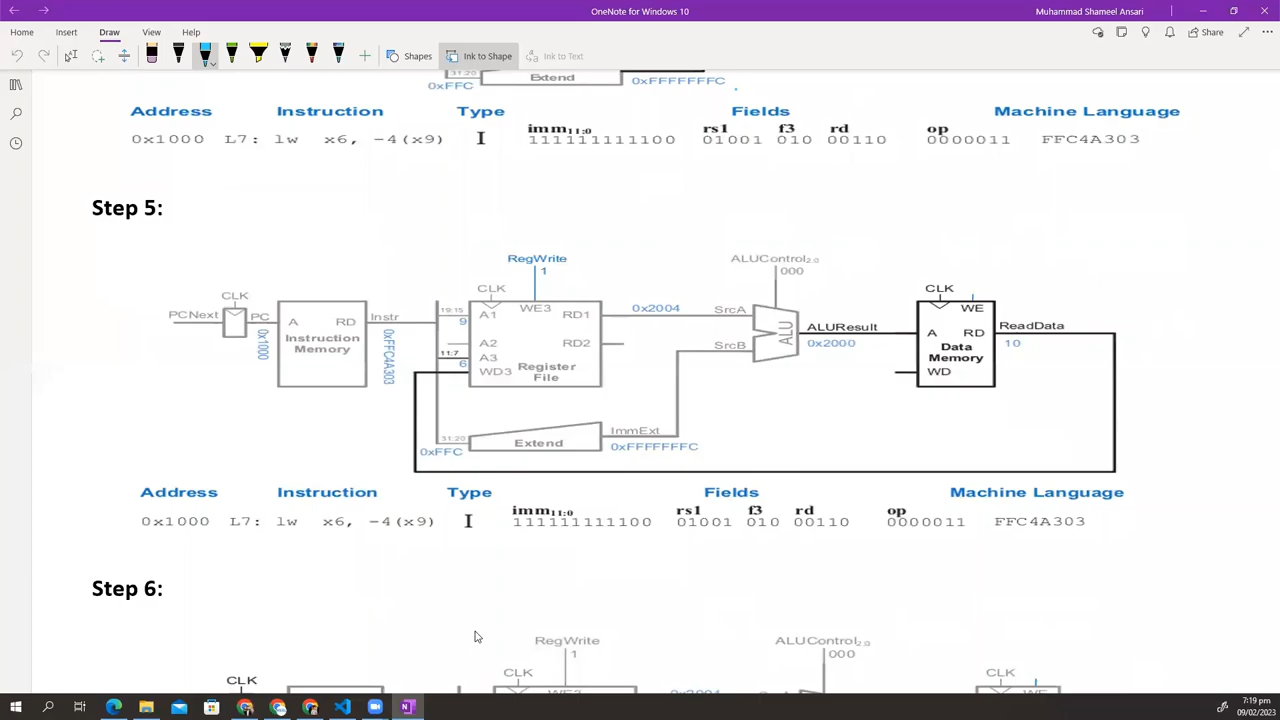 OneNote for Windows 10
Muhammad Shameel Ansari
Home Insert Draw View Help
Share
Shapes Ink to Shape Ink to Text
Extend
0xFFC
0xFFFFFFFC
Address Instruction Type Fields Machine Language
imm11:0 rs1 f3 rd op
0x1000 L7: lw x6, -4(x9) I 111111111100 01001 010 00110 0000011 FFC4A303
Step 5:
RegWrite
1
ALUControl2:0
000
CLK
CLK
CLK
PCNext
PC
0x1000
A RD
Instruction
Memory
Instr
0xFFC4A303
19:15
9
11:7
6
A1 WE3 RD1
A2 RD2
A3
WD3 Register
File
0x2004
SrcA
SrcB
ALU
ALUResult
0x2000
WE
A RD
Data
Memory
WD
ReadData
10
31:20
0xFFC
Extend
ImmExt
0xFFFFFFFC
Address Instruction Type Fields Machine Language
imm11:0 rs1 f3 rd op
0x1000 L7: lw x6, -4(x9) I 111111111100 01001 010 00110 0000011 FFC4A303
Step 6:
RegWrite
1
ALUControl2:0
000
CLK
CLK
CLK
WE3
0x2004
WE
7:19 pm
09/02/2023